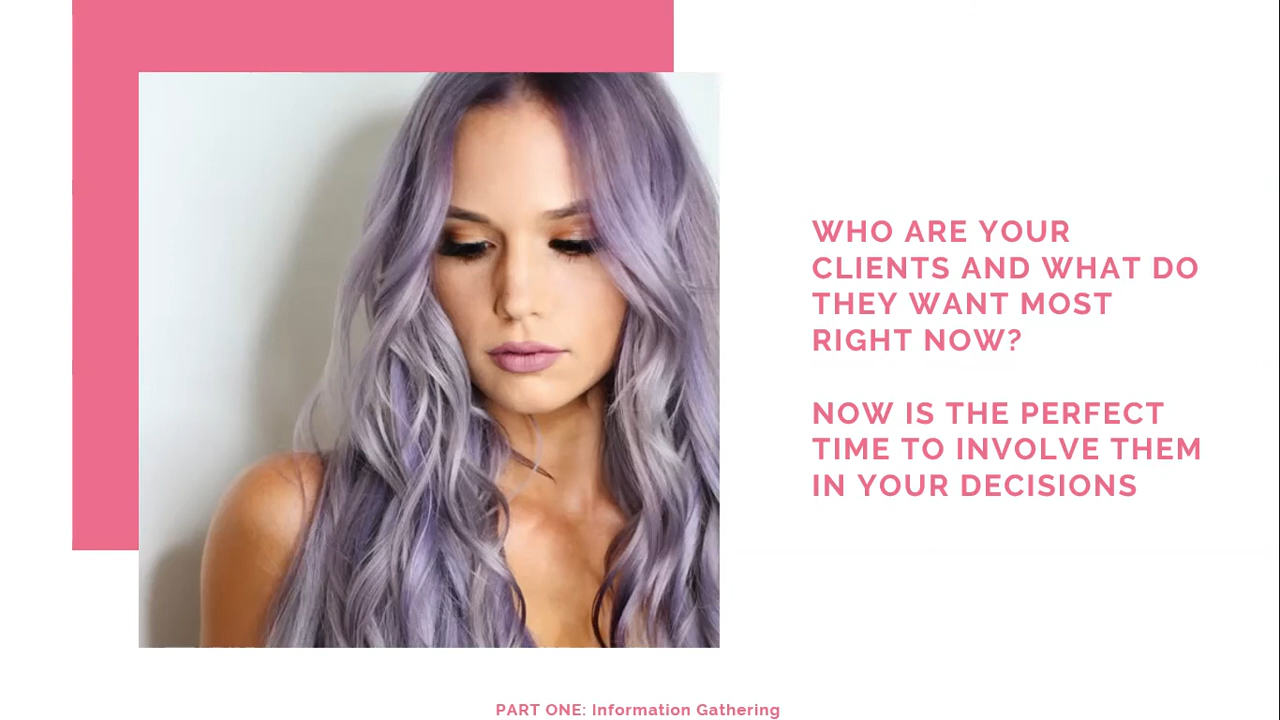 WHO ARE YOUR
CLIENTS AND WHAT DO
THEY WANT MOST
RIGHT NOW?
NOW IS THE PERFECT
TIME TO INVOLVE THEM
IN YOUR DECISIONS
PART ONE: Information Gathering